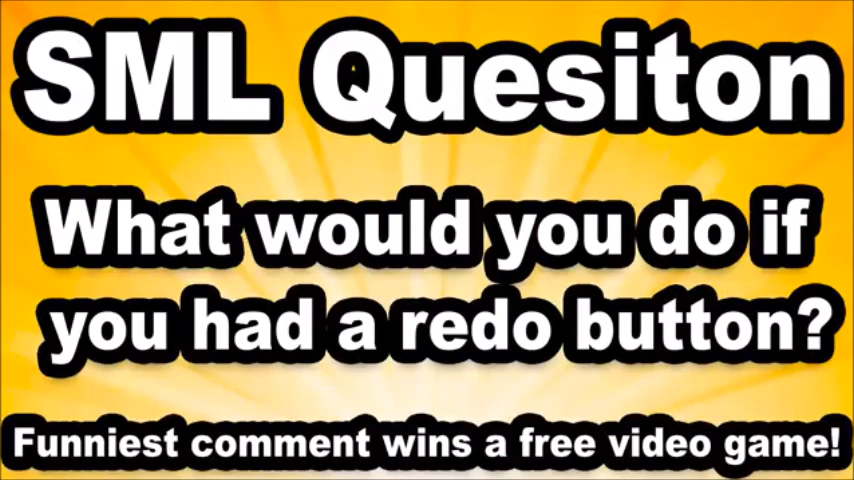 SML Quesiton
What would you do if
you had a redo button?
Funniest comment wins a free video game!